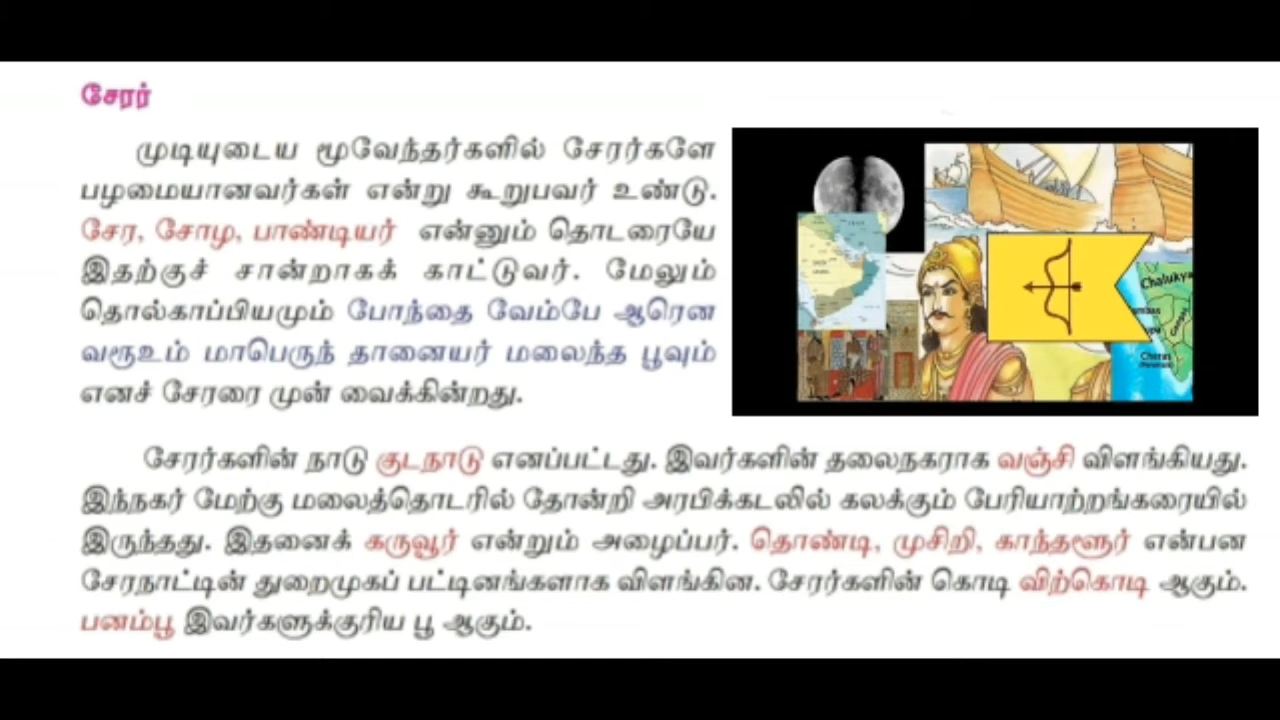 சேரர்
முடியுடைய மூவேந்தர்களில் சேரர்களே
பழமையானவர்கள் என்று கூறுபவர் உண்டு.
சேர, சோழ, பாண்டியர் என்னும் தொடரையே
இதற்குச் சான்றாகக் காட்டுவர். மேலும்
தொல்காப்பியமும் போந்தை வேம்பே ஆரென
வரூஉம் மாபெருந் தானையர் மலைந்த பூவும்
எனச் சேரரை முன் வைக்கின்றது.
Chalukya
Cheras
சேரர்களின் நாடு குடநாடு எனப்பட்டது. இவர்களின் தலைநகராக வஞ்சி விளங்கியது.
இந்நகர் மேற்கு மலைத்தொடரில் தோன்றி அரபிக்கடலில் கலக்கும் பேரியாற்றங்கரையில்
இருந்தது. இதனைக் கருவூர் என்றும் அழைப்பர். தொண்டி, முசிறி, காந்தளூர் என்பன
சேரநாட்டின் துறைமுகப் பட்டினங்களாக விளங்கின. சேரர்களின் கொடி விற்கொடி ஆகும்.
பனம்பூ இவர்களுக்குரிய பூ ஆகும்.